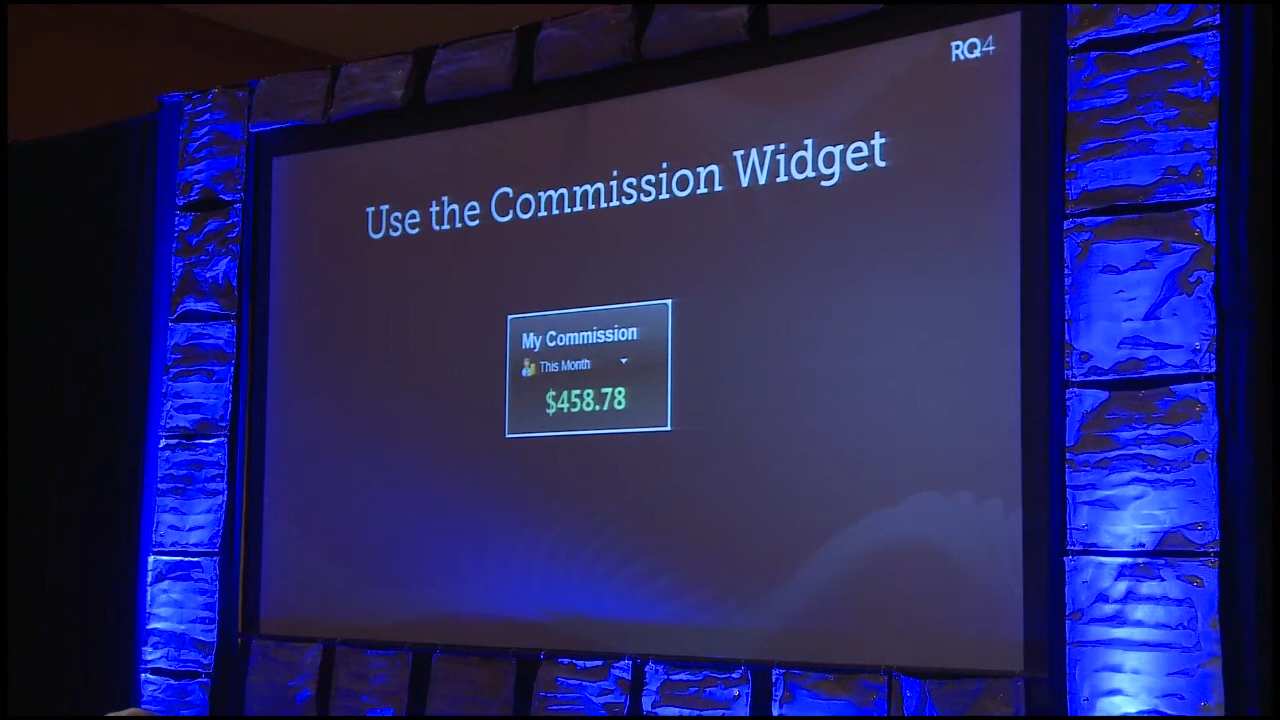 RQ4
Use the Commission Widget
My Commission
This Month
$458.78